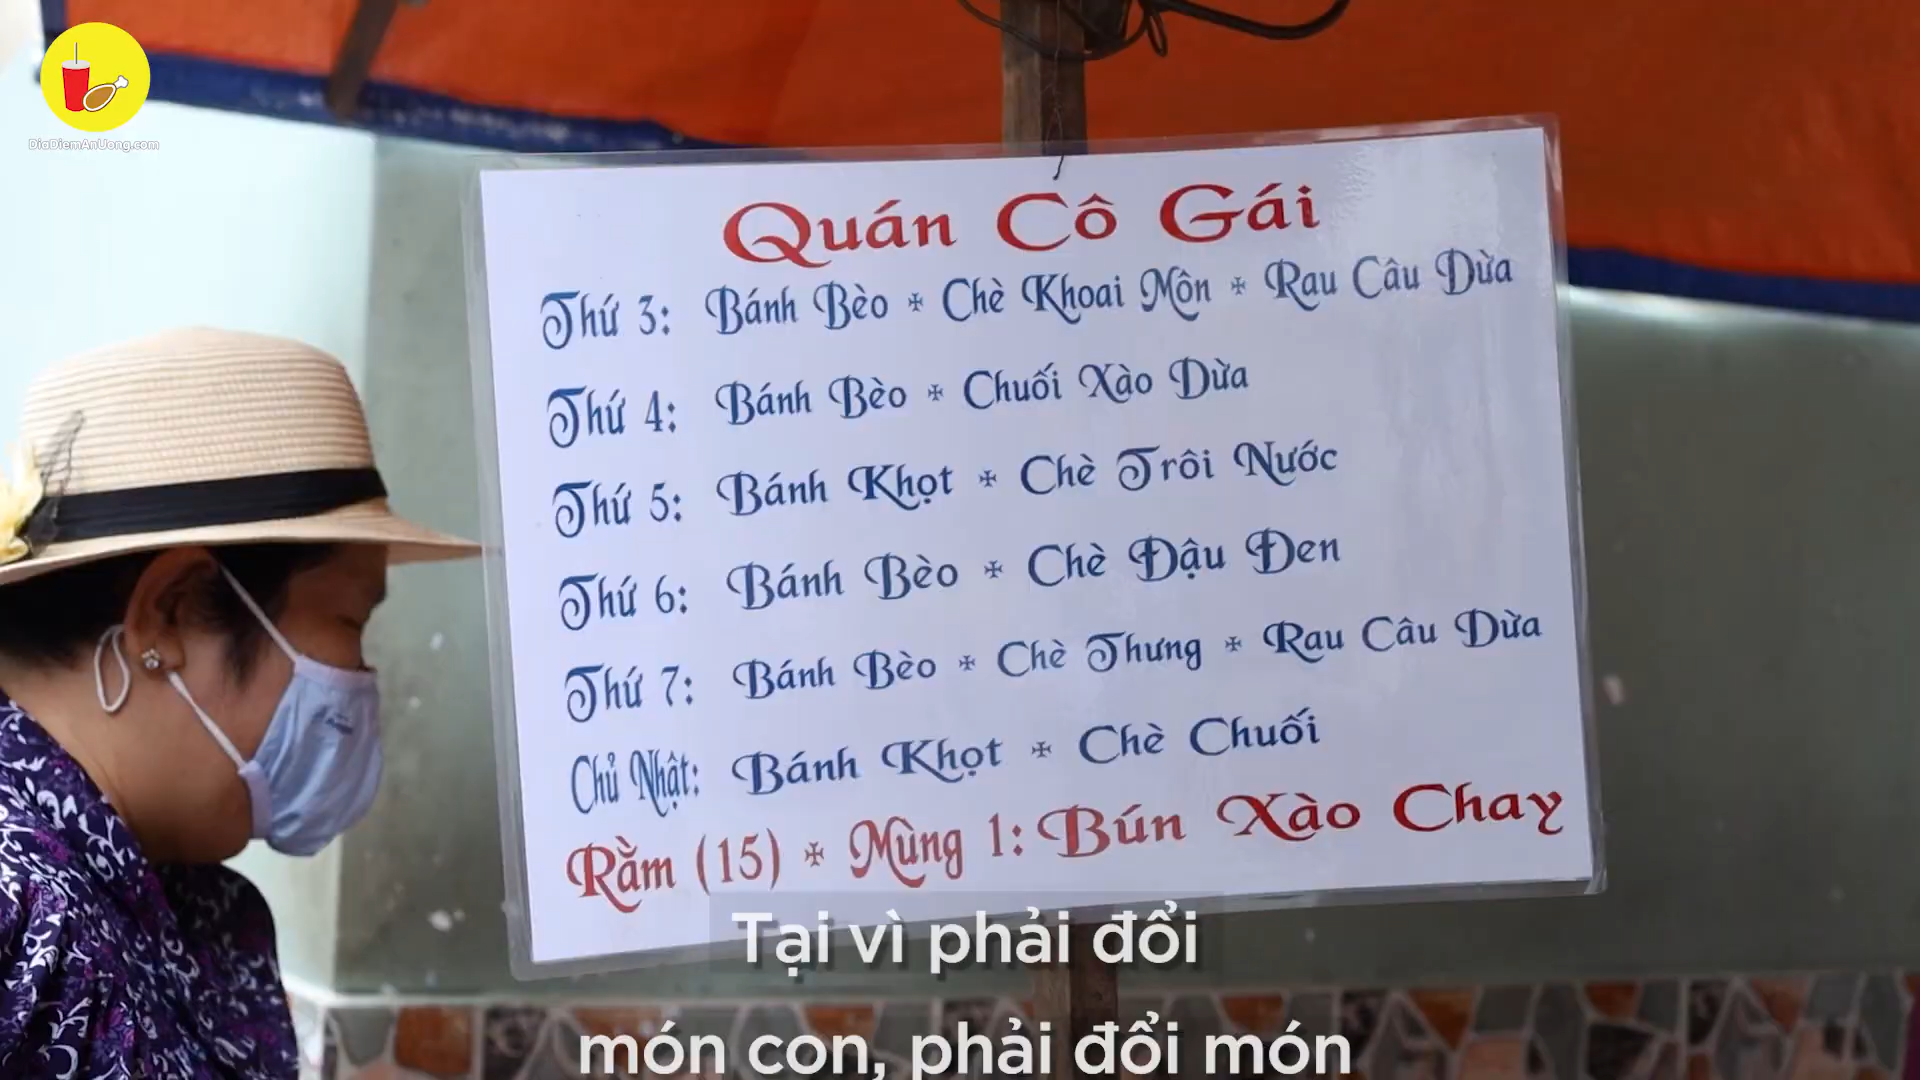 DiaDiemAnUong.com
Quán Cô Gái
Thứ 3: Bánh Bèo + Chè Khoai Môn + Rau Câu Dừa
Thứ 4: Bánh Bèo + Chuối Xào Dừa
Thứ 5: Bánh Khọt + Chè Trôi Nước
Thứ 6: Bánh Bèo + Chè Đậu Đen
Thứ 7: Bánh Bèo + Chè Thưng + Rau Câu Dừa
Chủ Nhật: Bánh Khọt + Chè Chuối
Rằm (15) + Mùng 1: Bún Xào Chay
Tại vì phải đổi
món con, phải đổi món